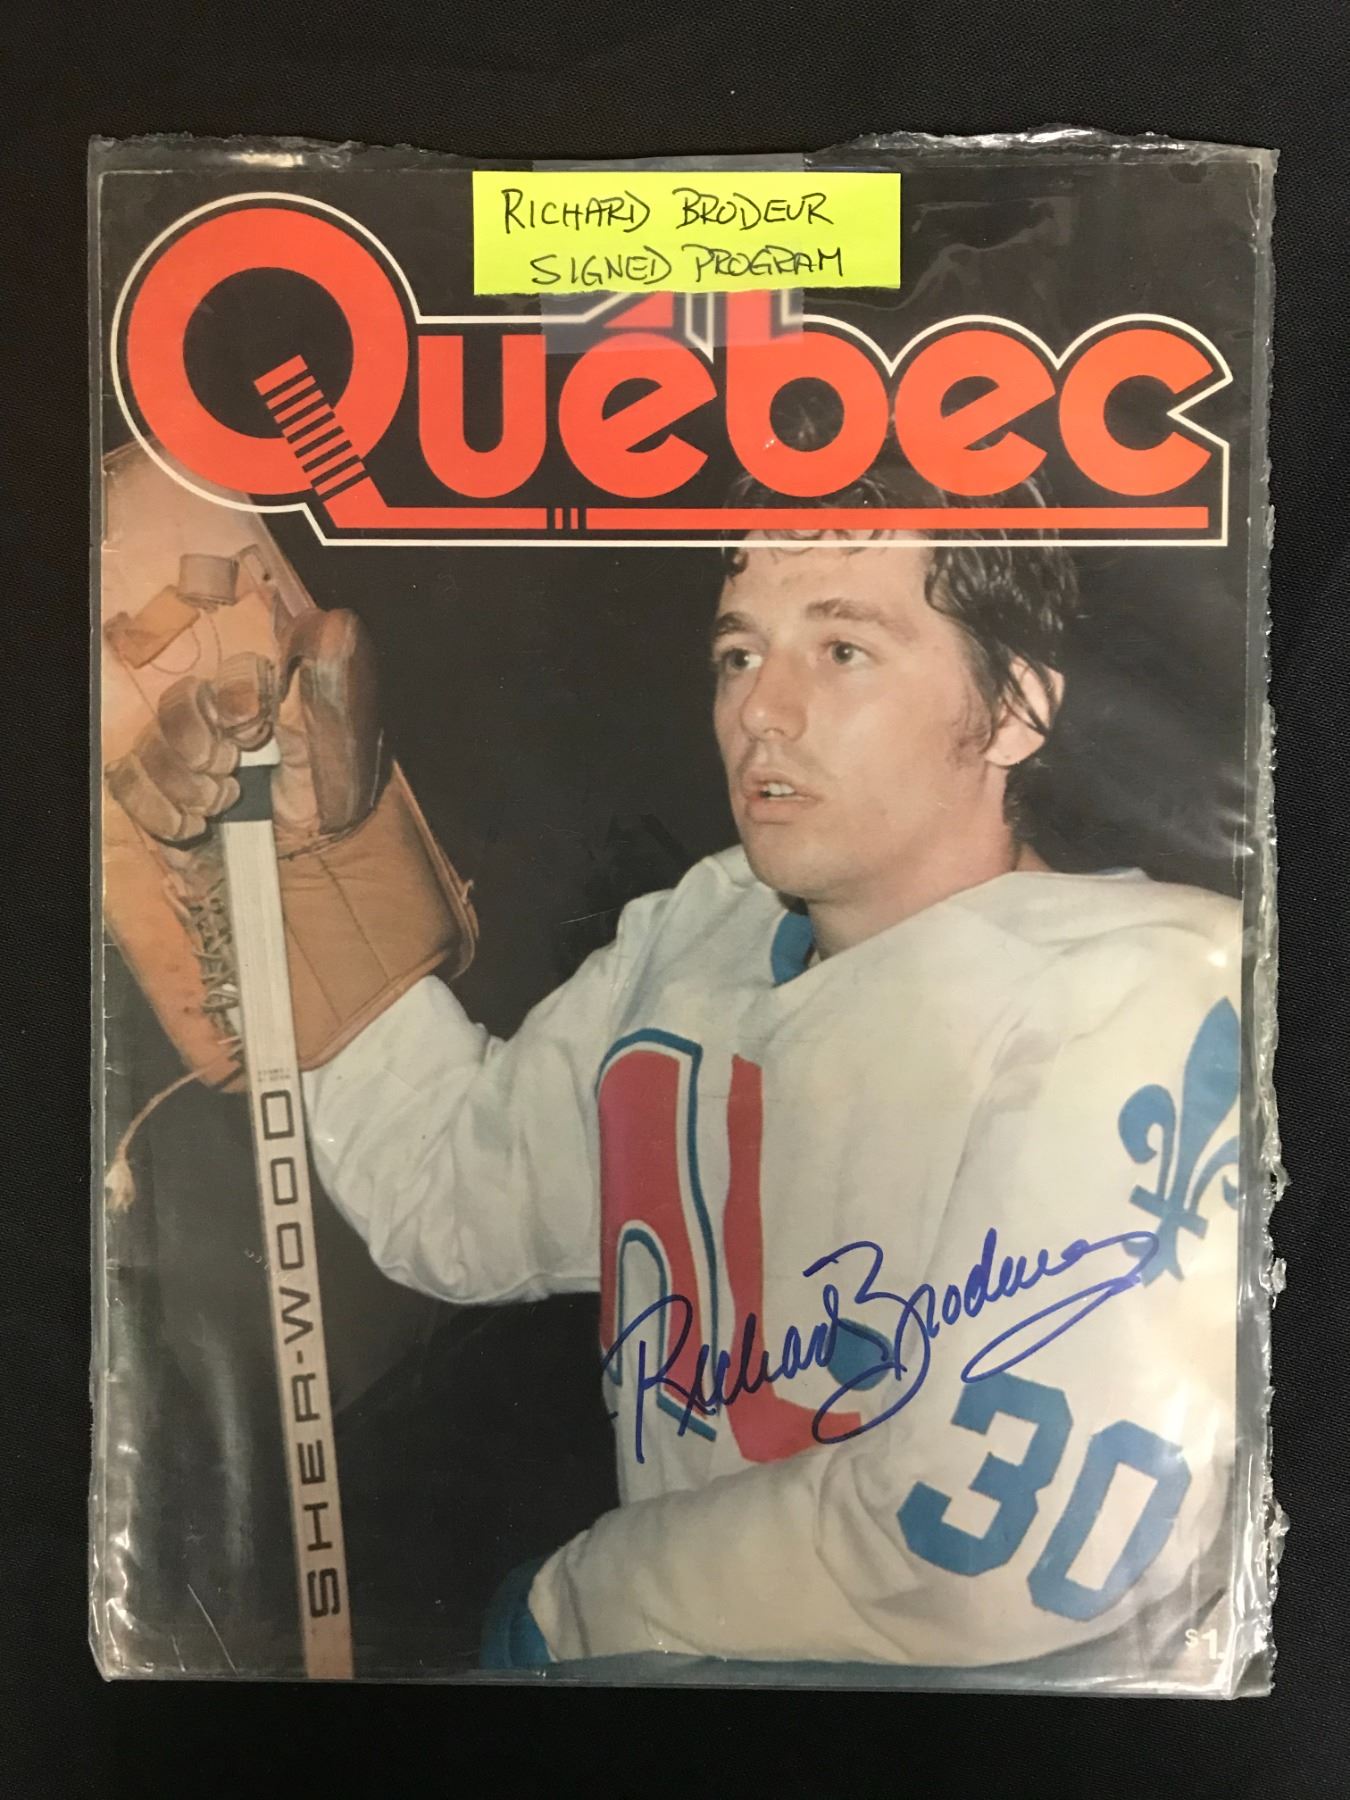 RICHARD BRODEUR
SIGNED PROGRAM
Québec
SHER-WOOD
Richard Brodeur
30
$1